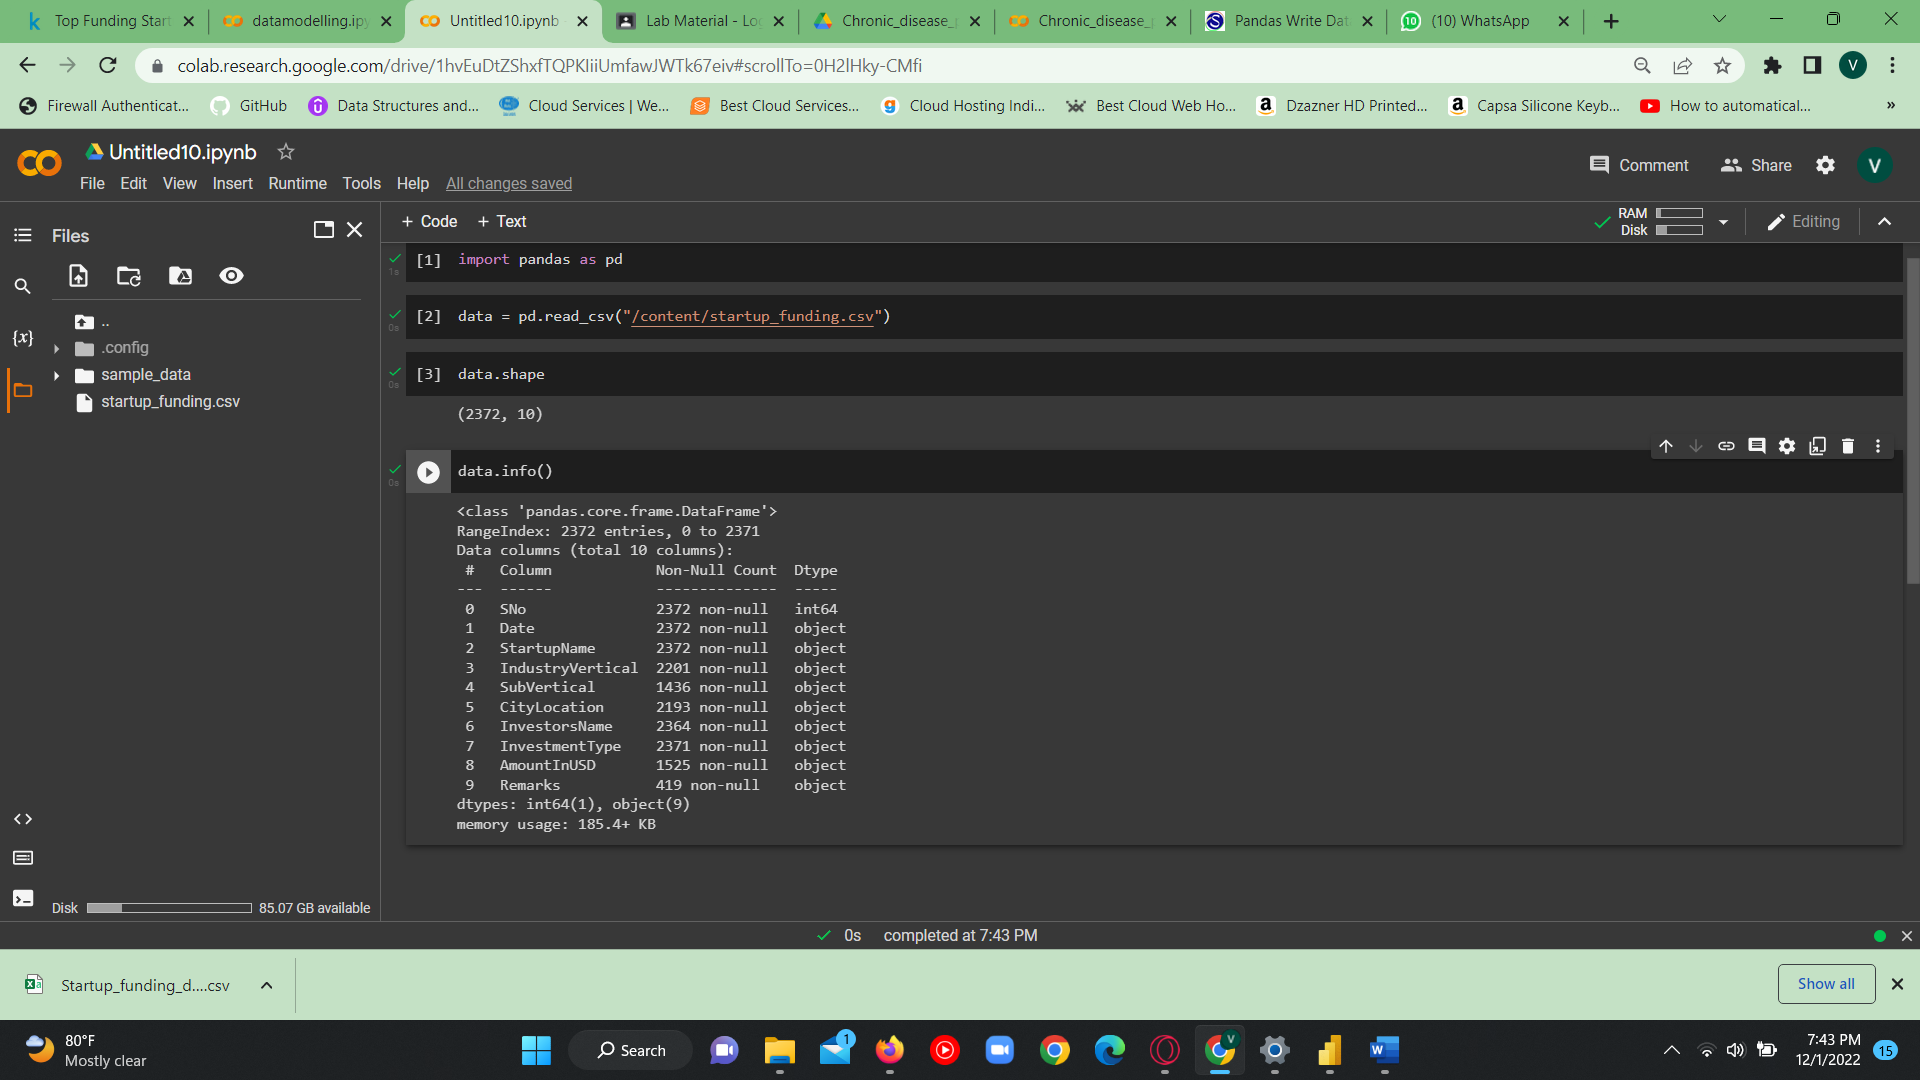 Top Funding Start
datamodelling.ipy
Untitled10.ipynb
Lab Material - Lo
Chronic_disease_
Chronic_disease_
Pandas Write Dat
(10) WhatsApp
colab.research.google.com/drive/1hvEuDtZShxfTQPKIiiUmfawJWTk67eiv#scrollTo=0H2lHky-CMfi
V
Firewall Authenticat...
GitHub
Data Structures and...
Cloud Services | We...
Best Cloud Services...
Cloud Hosting Indi...
Best Cloud Web Ho...
Dzazner HD Printed...
Capsa Silicone Keyb...
How to automatical...
»
CO
Untitled10.ipynb
Comment
Share
V
File Edit View Insert Runtime Tools Help All changes saved
Files
+ Code + Text
RAM
Disk
Editing
..
.config
sample_data
startup_funding.csv
{x}
1s
[1] import pandas as pd
0s
[2] data = pd.read_csv("/content/startup_funding.csv")
0s
[3] data.shape
(2372, 10)
0s
data.info()
<class 'pandas.core.frame.DataFrame'>
RangeIndex: 2372 entries, 0 to 2371
Data columns (total 10 columns):
# Column Non-Null Count Dtype
--- ------ -------------- -----
0 SNo 2372 non-null int64
1 Date 2372 non-null object
2 StartupName 2372 non-null object
3 IndustryVertical 2201 non-null object
4 SubVertical 1436 non-null object
5 CityLocation 2193 non-null object
6 InvestorsName 2364 non-null object
7 InvestmentType 2371 non-null object
8 AmountInUSD 1525 non-null object
9 Remarks 419 non-null object
dtypes: int64(1), object(9)
memory usage: 185.4+ KB
Disk 85.07 GB available
0s completed at 7:43 PM
Startup_funding_d....csv
Show all
80°F
Mostly clear
Search
1
V
7:43 PM
12/1/2022
15